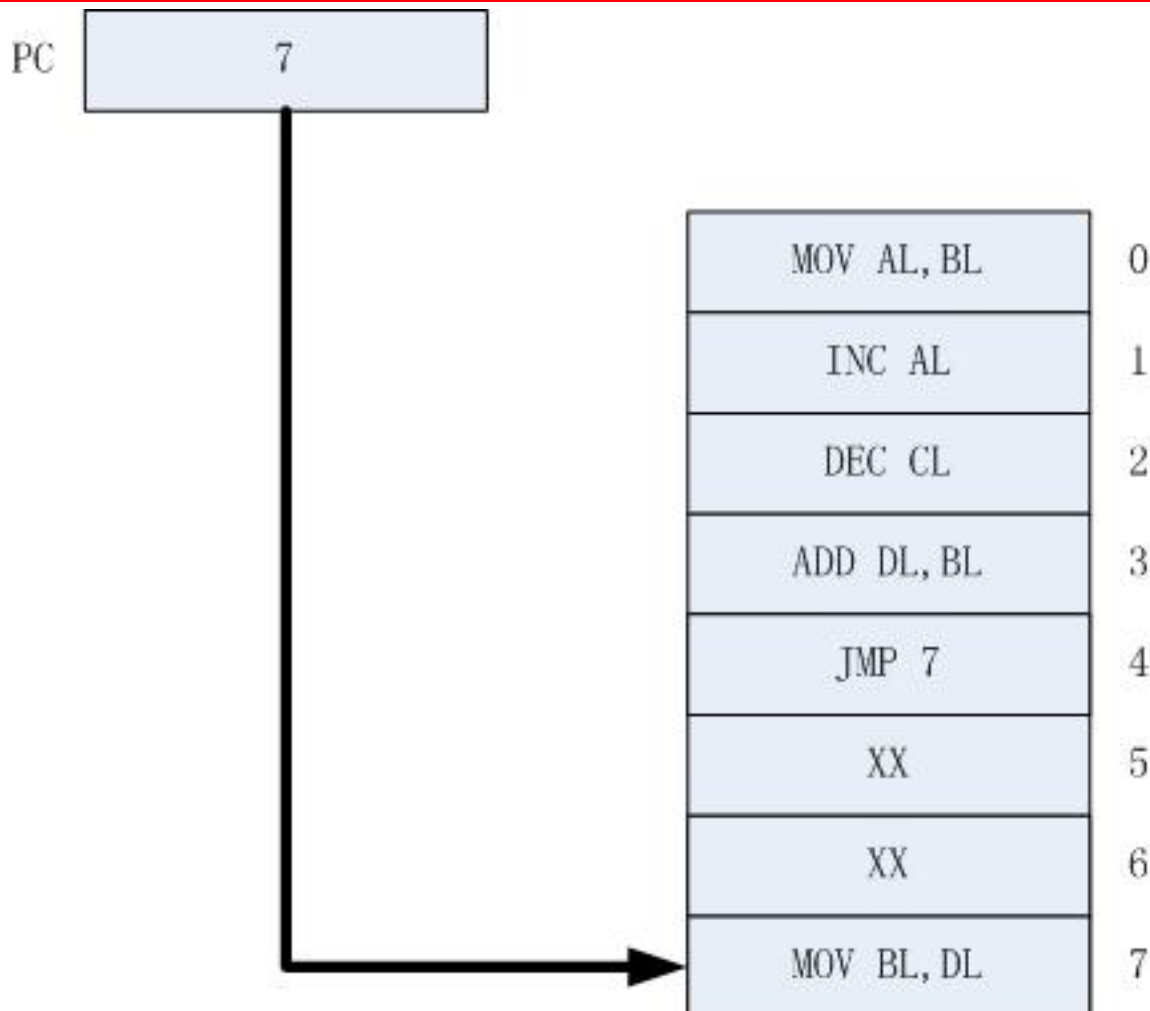 PC 7
MOV AL,BL 0
INC AL 1
DEC CL 2
ADD DL,BL 3
JMP 7 4
XX 5
XX 6
MOV BL,DL 7